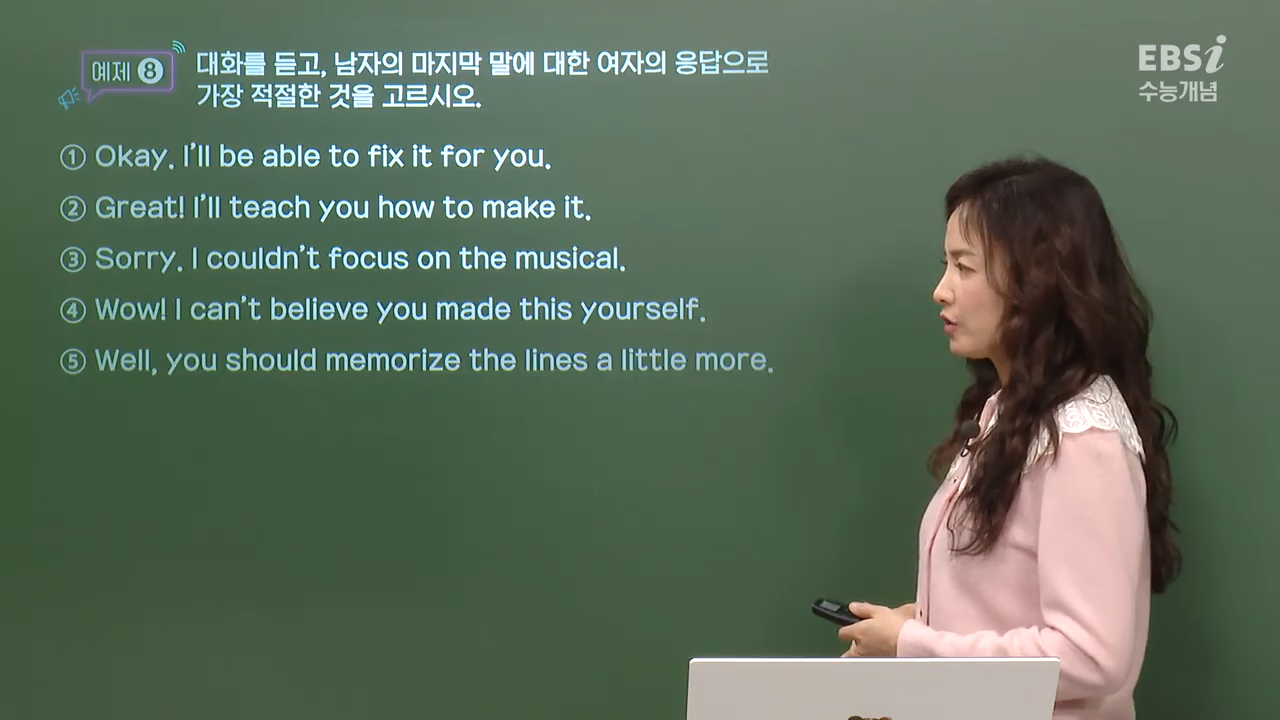 예제 8
대화를 듣고, 남자의 마지막 말에 대한 여자의 응답으로
가장 적절한 것을 고르시오.
EBSi
수능개념
① Okay. I'll be able to fix it for you.
② Great! I'll teach you how to make it.
③ Sorry. I couldn't focus on the musical.
④ Wow! I can't believe you made this yourself.
⑤ Well, you should memorize the lines a little more.